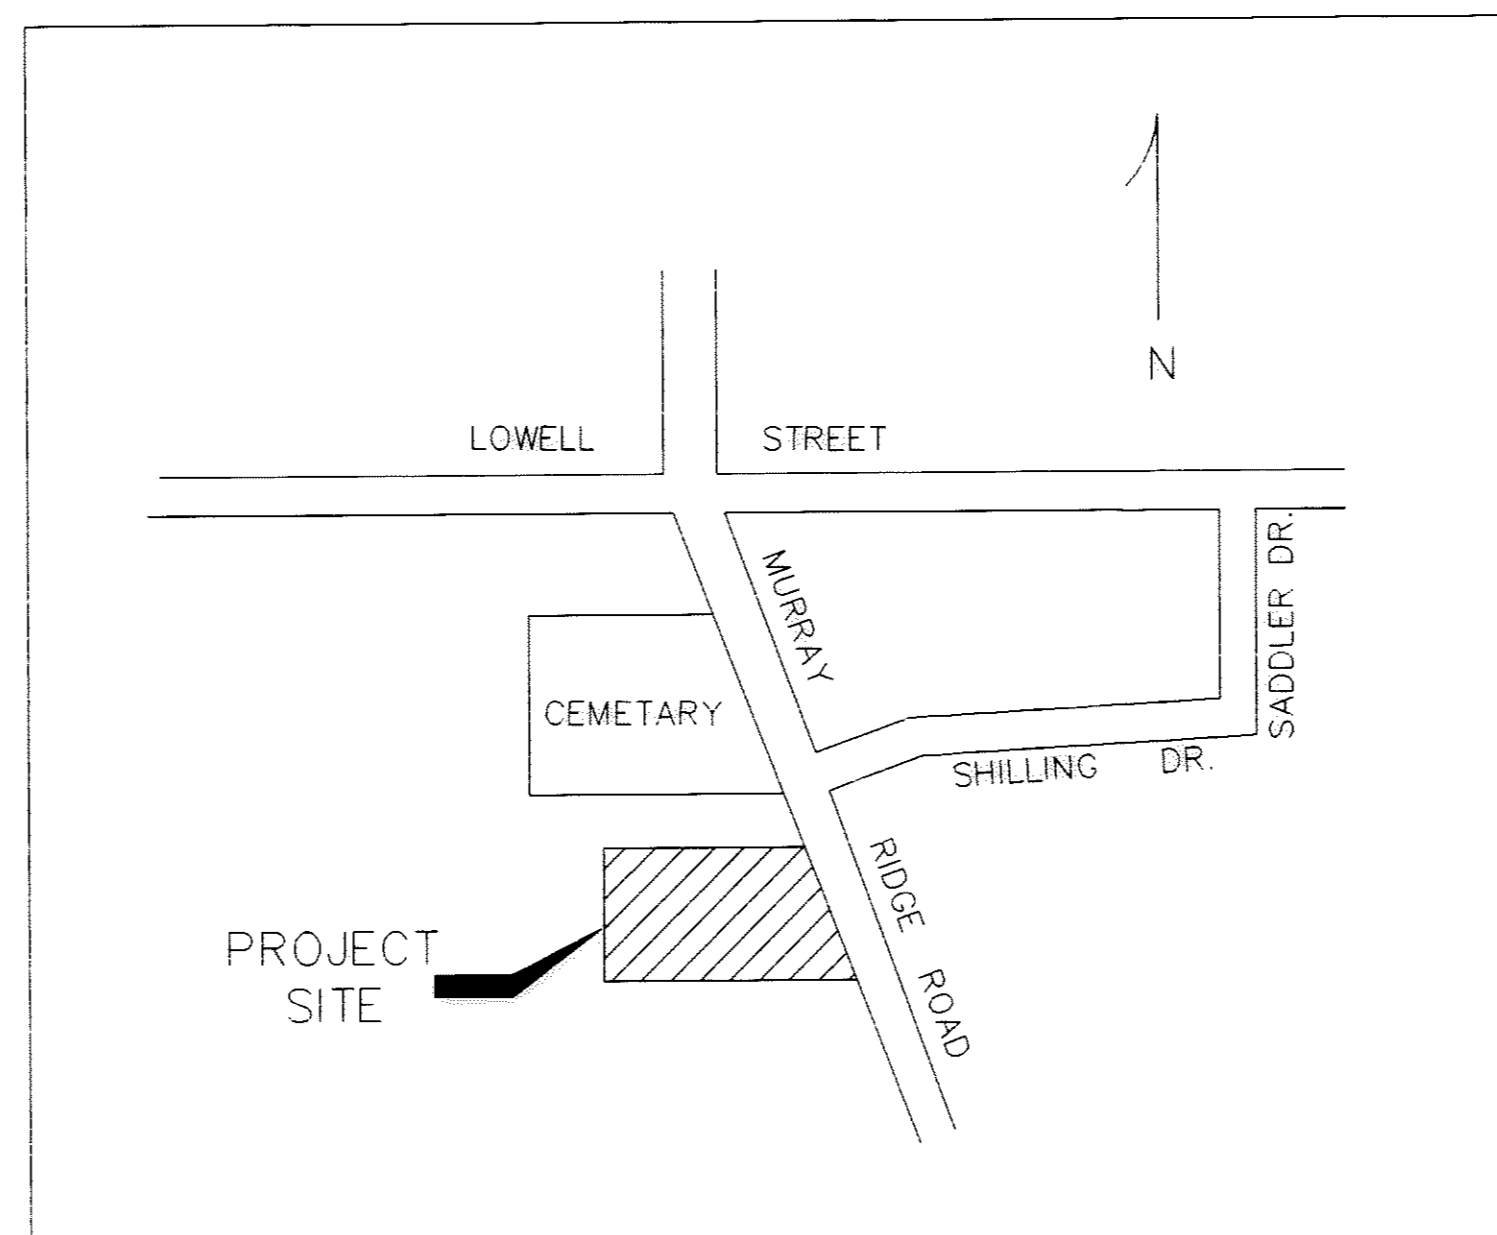 N
LOWELL STREET
MURRAY RIDGE ROAD
SADDLER DR.
CEMETARY
SHILLING DR.
PROJECT
SITE